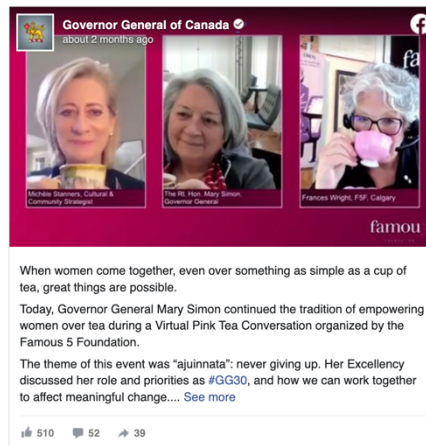 Governor General of Canada
about 2 months ago
fa
Michèle Stanners, Cultural &
Community Strategist
The Rt. Hon. Mary Simon,
Governor General
Frances Wright, F5F, Calgary
famou
When women come together, even over something as simple as a cup of
tea, great things are possible.
Today, Governor General Mary Simon continued the tradition of empowering
women over tea during a Virtual Pink Tea Conversation organized by the
Famous 5 Foundation.
The theme of this event was “ajuinnata”: never giving up. Her Excellency
discussed her role and priorities as #GG30, and how we can work together
to affect meaningful change.... See more
510 52 39